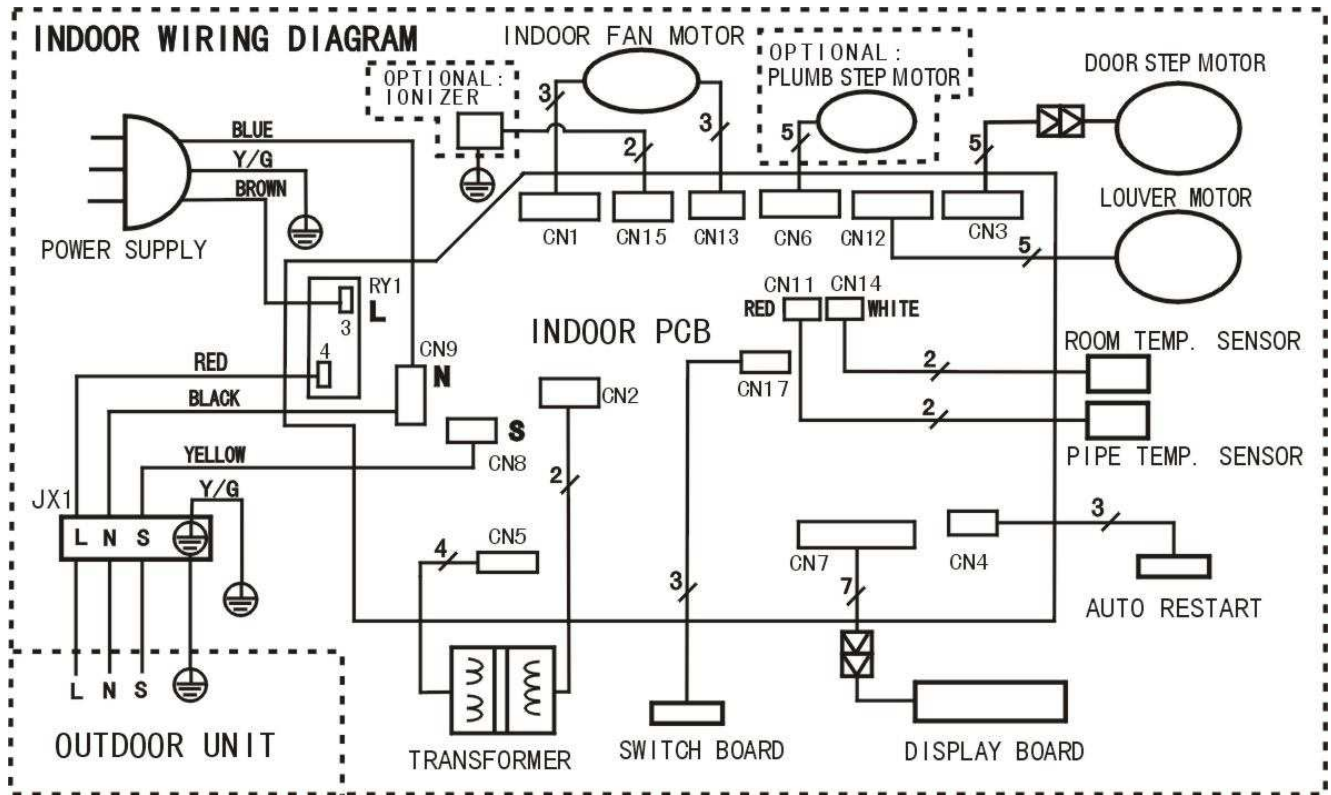 INDOOR WIRING DIAGRAM
INDOOR FAN MOTOR
OPTIONAL:
IONIZER
OPTIONAL:
PLUMB STEP MOTOR
DOOR STEP MOTOR
BLUE
Y/G
BROWN
POWER SUPPLY
3
2
3
5
5
LOUVER MOTOR
CN1
CN15
CN13
CN6
CN12
CN3
5
RY1
3
L
4
CN9
N
RED
BLACK
INDOOR PCB
CN11
CN14
RED
WHITE
CN17
2
ROOM TEMP. SENSOR
2
PIPE TEMP. SENSOR
CN2
S
CN8
YELLOW
Y/G
2
JX1
L N S
CN5
4
3
CN7
7
CN4
3
AUTO RESTART
L N S
OUTDOOR UNIT
TRANSFORMER
SWITCH BOARD
DISPLAY BOARD